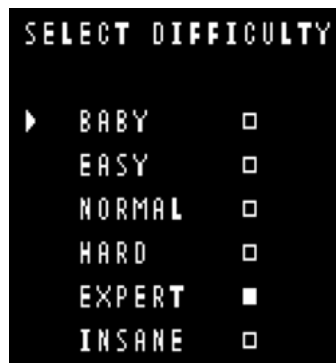 SELECT DIFFICULTY
BABY
EASY
NORMAL
HARD
EXPERT
INSANE